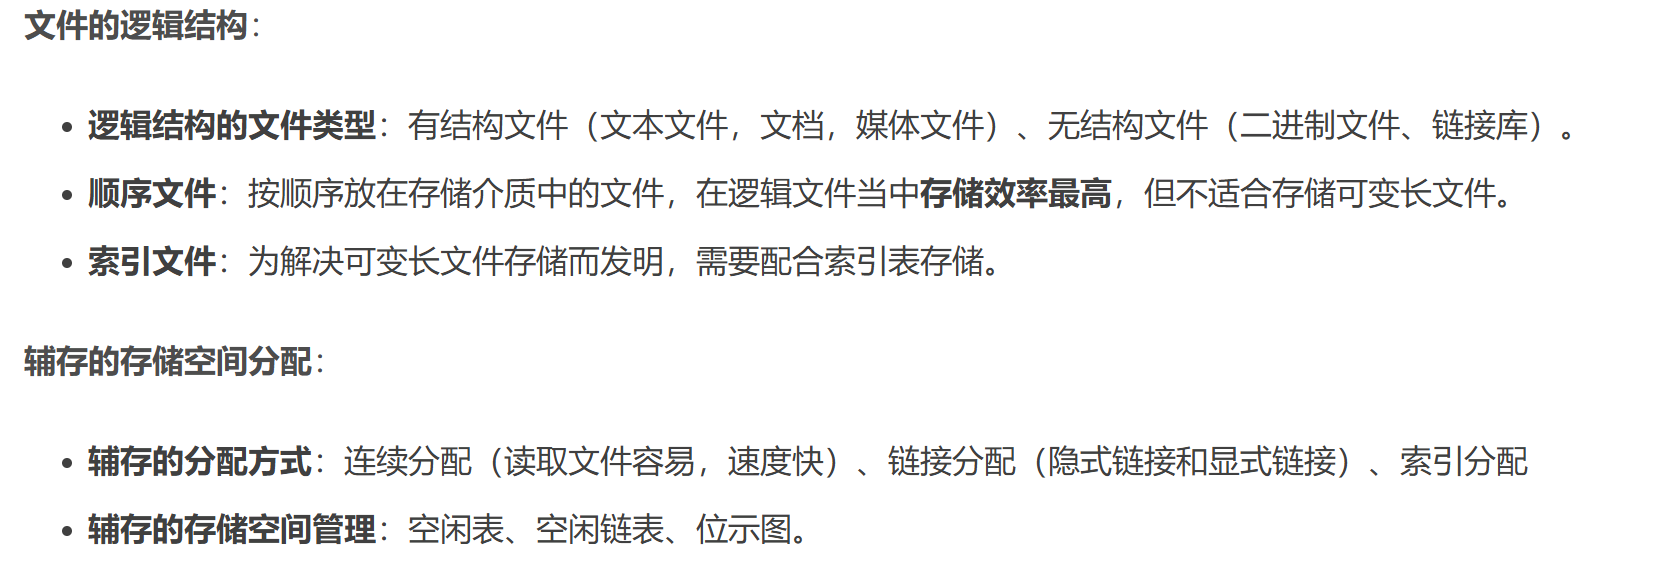 文件的逻辑结构：
• 逻辑结构的文件类型：有结构文件（文本文件，文档，媒体文件）、无结构文件（二进制文件、链接库）。
• 顺序文件：按顺序放在存储介质中的文件，在逻辑文件当中存储效率最高，但不适合存储可变长文件。
• 索引文件：为解决可变长文件存储而发明，需要配合索引表存储。
辅存的存储空间分配：
• 辅存的分配方式：连续分配（读取文件容易，速度快）、链接分配（隐式链接和显式链接）、索引分配
• 辅存的存储空间管理：空闲表、空闲链表、位示图。